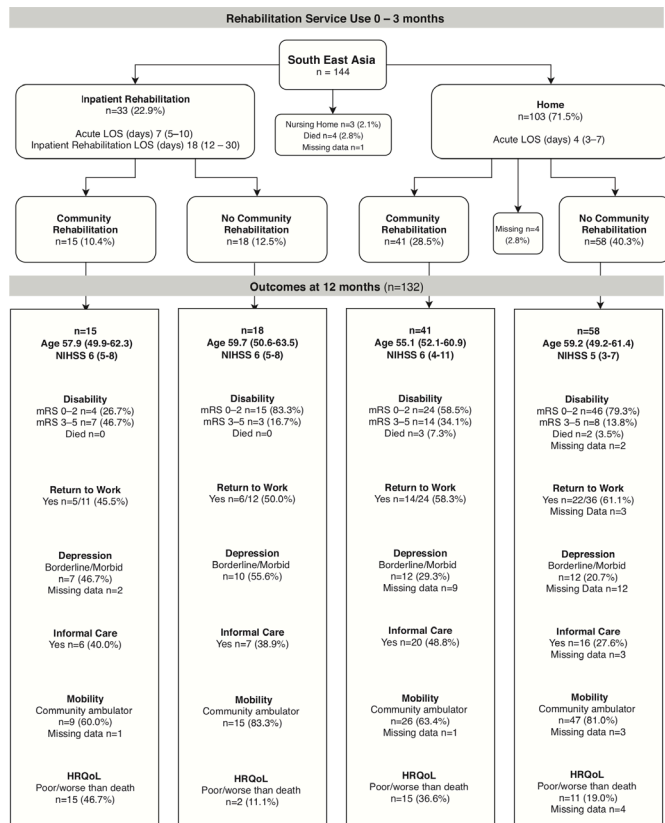 Rehabilitation Service Use 0 – 3 months
South East Asia
n = 144
Inpatient Rehabilitation
n=33 (22.9%)
Acute LOS (days) 7 (5–10)
Inpatient Rehabilitation LOS (days) 18 (12 – 30)
Nursing Home n=3 (2.1%)
Died n=4 (2.8%)
Missing data n=1
Home
n=103 (71.5%)
Acute LOS (days) 4 (3–7)
Community
Rehabilitation
n=15 (10.4%)
No Community
Rehabilitation
n=18 (12.5%)
Community
Rehabilitation
n=41 (28.5%)
Missing n=4
(2.8%)
No Community
Rehabilitation
n=58 (40.3%)
Outcomes at 12 months (n=132)
n=15
Age 57.9 (49.9-62.3)
NIHSS 6 (5-8)
Disability
mRS 0–2 n=4 (26.7%)
mRS 3–5 n=7 (46.7%)
Died n=0
Return to Work
Yes n=5/11 (45.5%)
Depression
Borderline/Morbid
n=7 (46.7%)
Missing data n=2
Informal Care
Yes n=6 (40.0%)
Mobility
Community ambulator
n=9 (60.0%)
Missing data n=1
HRQoL
Poor/worse than death
n=15 (46.7%)
n=18
Age 59.7 (50.6-63.5)
NIHSS 6 (5-8)
Disability
mRS 0–2 n=15 (83.3%)
mRS 3–5 n=3 (16.7%)
Died n=0
Return to Work
Yes n=6/12 (50.0%)
Depression
Borderline/Morbid
n=10 (55.6%)
Informal Care
Yes n=7 (38.9%)
Mobility
Community ambulator
n=15 (83.3%)
HRQoL
Poor/worse than death
n=2 (11.1%)
n=41
Age 55.1 (52.1-60.9)
NIHSS 6 (4-11)
Disability
mRS 0–2 n=24 (58.5%)
mRS 3–5 n=14 (34.1%)
Died n=3 (7.3%)
Return to Work
Yes n=14/24 (58.3%)
Depression
Borderline/Morbid
n=12 (29.3%)
Missing data n=9
Informal Care
Yes n=20 (48.8%)
Mobility
Community ambulator
n=26 (63.4%)
Missing data n=1
HRQoL
Poor/worse than death
n=15 (36.6%)
n=58
Age 59.2 (49.2-61.4)
NIHSS 5 (3-7)
Disability
mRS 0–2 n=46 (79.3%)
mRS 3–5 n=8 (13.8%)
Died n=2 (3.5%)
Missing data n=2
Return to Work
Yes n=22/36 (61.1%)
Missing Data n=3
Depression
Borderline/Morbid
n=12 (20.7%)
Missing Data n=12
Informal Care
Yes n=16 (27.6%)
Missing data n=3
Mobility
Community ambulator
n=47 (81.0%)
Missing data n=3
HRQoL
Poor/worse than death
n=11 (19.0%)
Missing data n=4